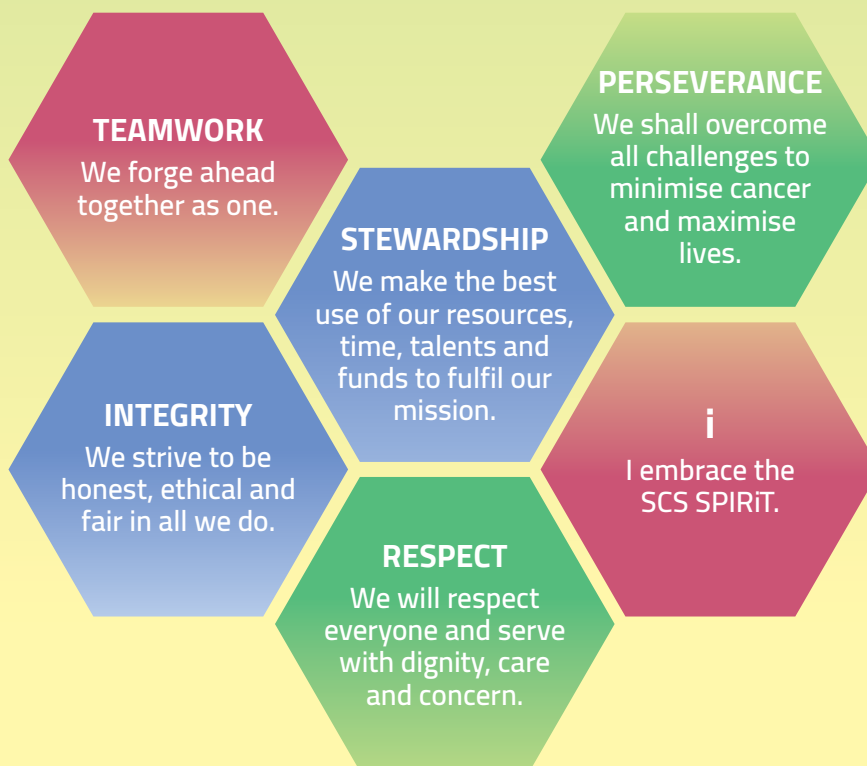 TEAMWORK
We forge ahead
together as one.
PERSEVERANCE
We shall overcome
all challenges to
minimise cancer
and maximise
lives.
STEWARDSHIP
We make the best
use of our resources,
time, talents and
funds to fulfil our
mission.
INTEGRITY
We strive to be
honest, ethical and
fair in all we do.
i
I embrace the
SCS SPIRiT.
RESPECT
We will respect
everyone and serve
with dignity, care
and concern.